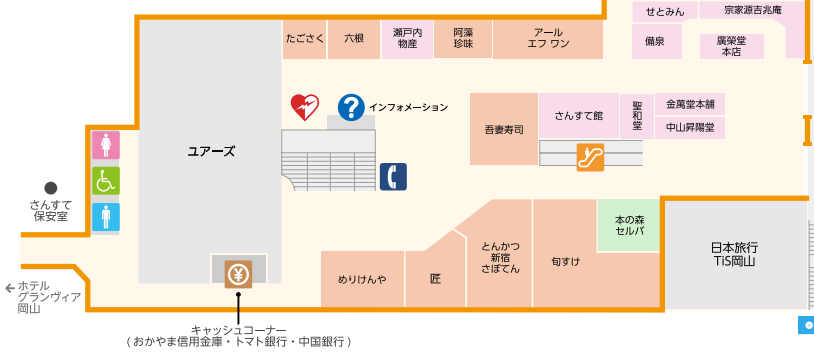 せとみん
宗家源吉兆庵
たごさく
六根
瀬戸内
物産
阿藻
珍味
アール
エフ ワン
備泉
廣榮堂
本店
インフォメーション
ユアーズ
吾妻寿司
さんすて館
聖和堂
金萬堂本舗
中山昇陽堂
さんすて
保安室
本の森
セルバ
とんかつ
新宿
さぼてん
旬すけ
日本旅行
TiS岡山
めりけんや
匠
ホテル
グランヴィア
岡山
キャッシュコーナー
(おかやま信用金庫・トマト銀行・中国銀行)